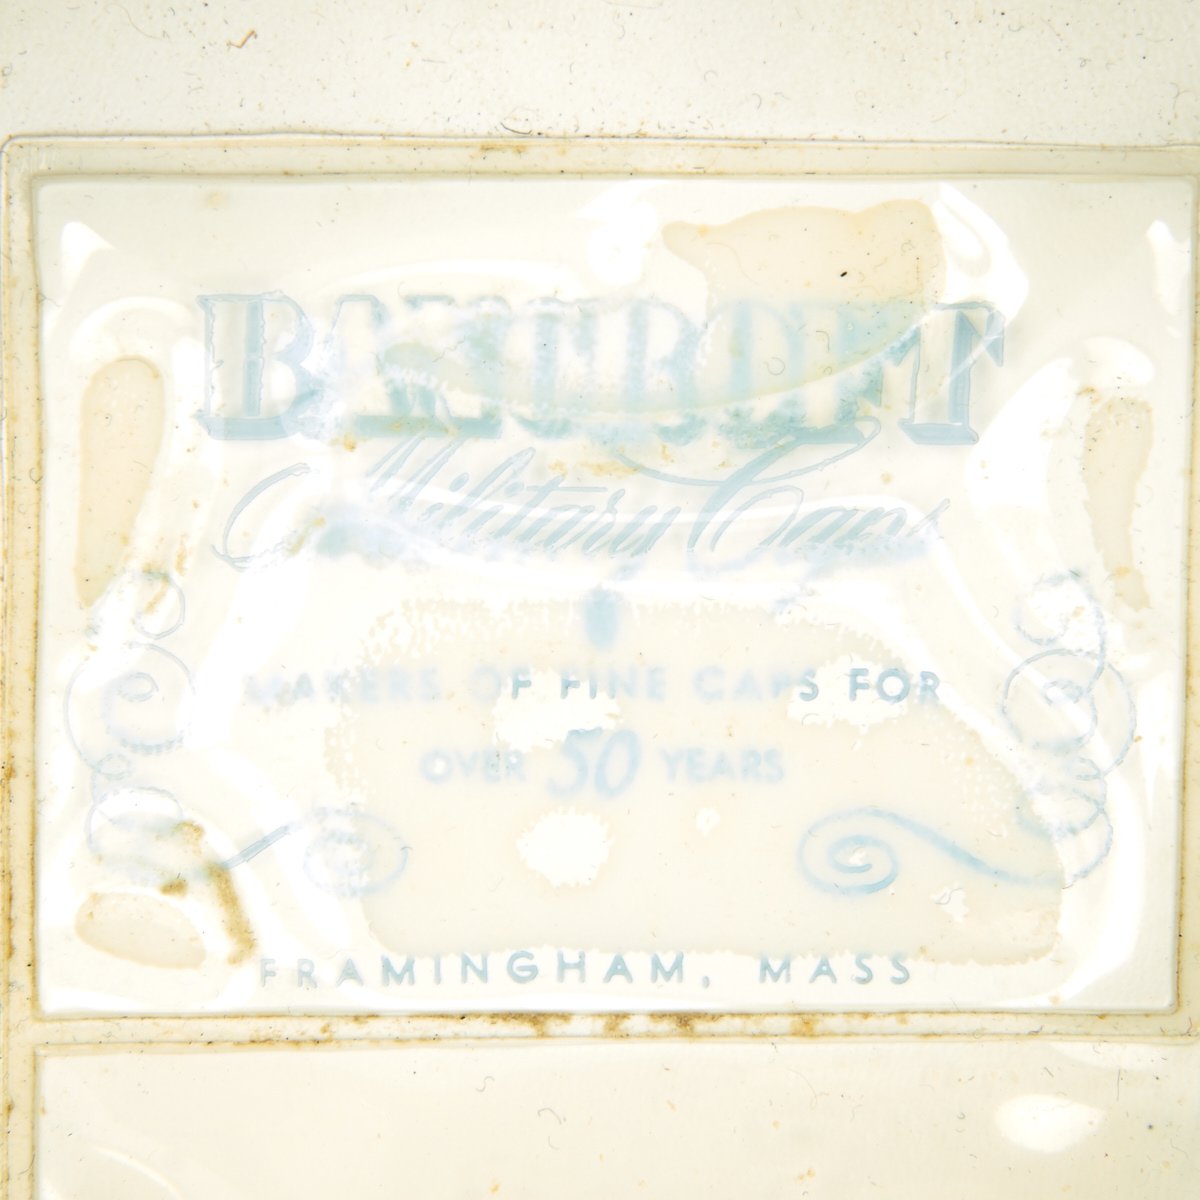 BANCROFT
Military Caps
MAKERS OF FINE CAPS FOR
OVER 50 YEARS
FRAMINGHAM, MASS